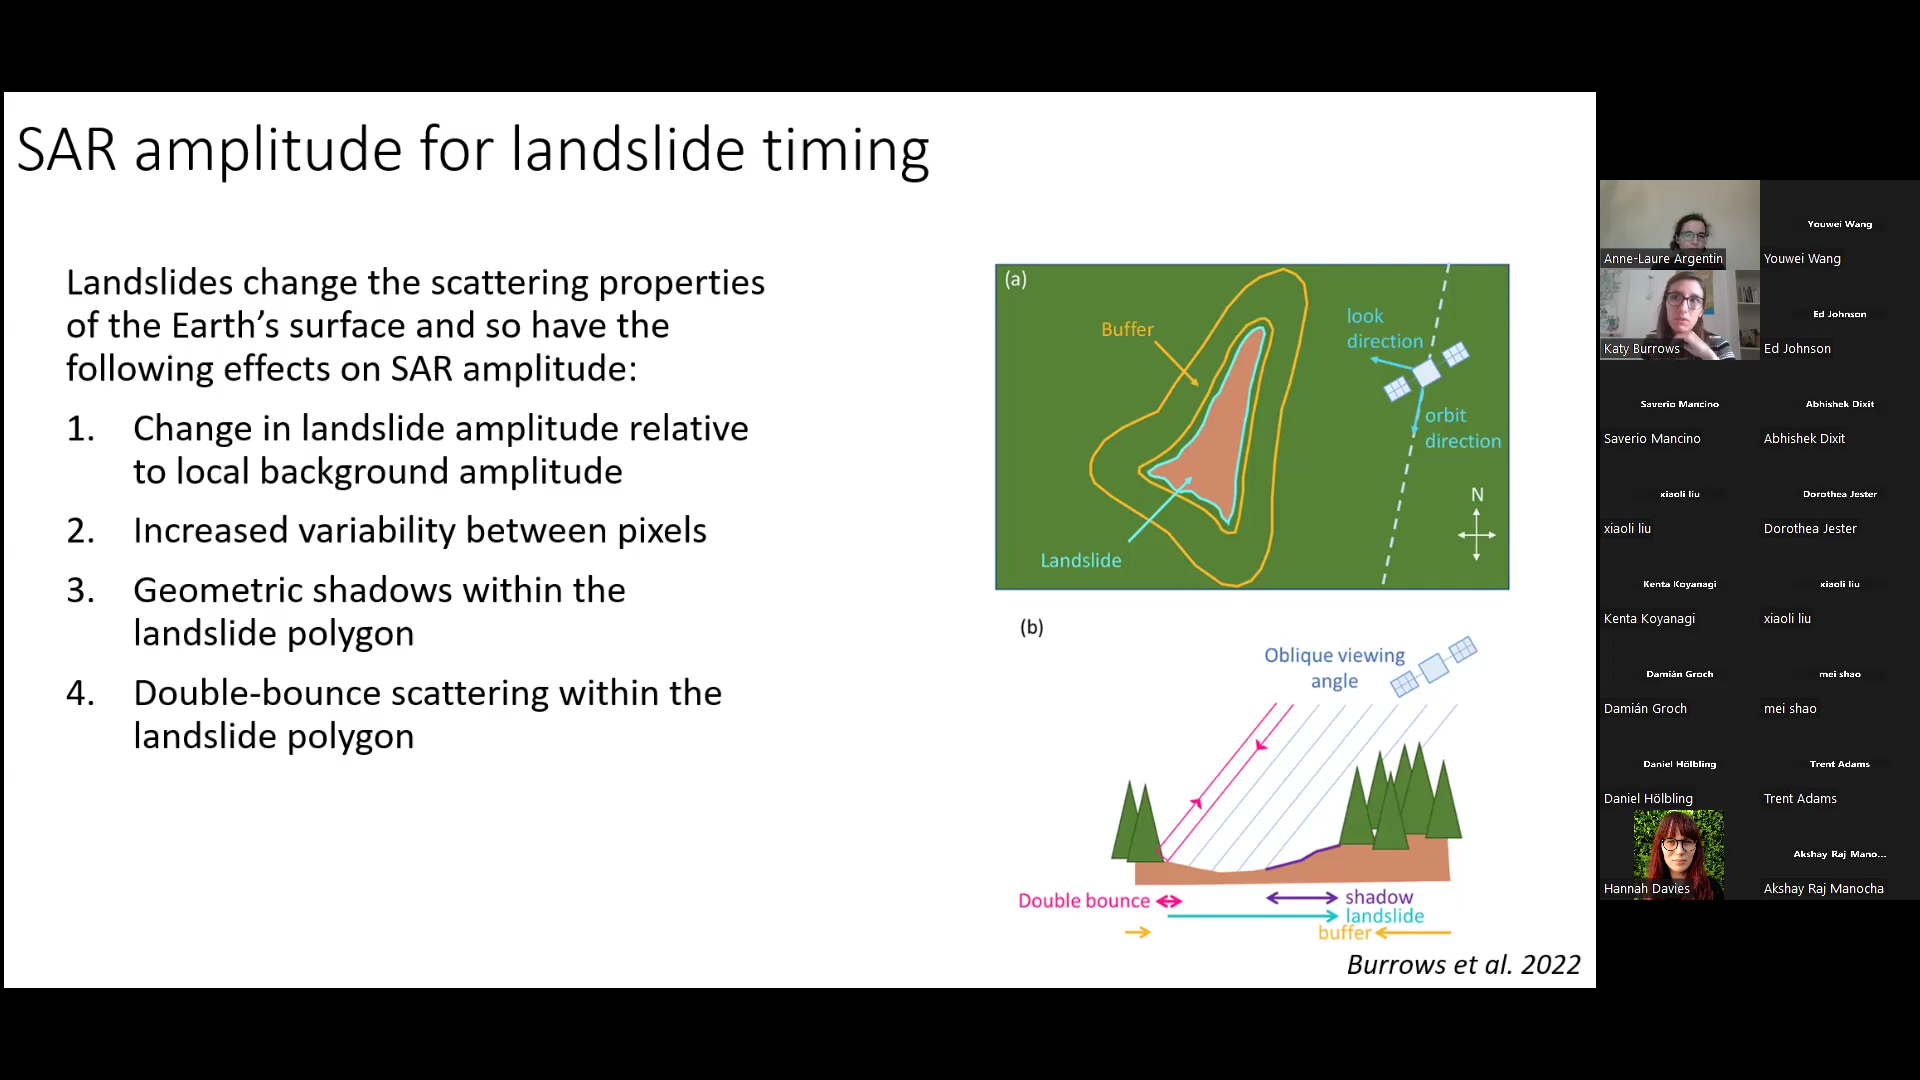 SAR amplitude for landslide timing
Landslides change the scattering properties
of the Earth’s surface and so have the
following effects on SAR amplitude:
1. Change in landslide amplitude relative
to local background amplitude
2. Increased variability between pixels
3. Geometric shadows within the
landslide polygon
4. Double-bounce scattering within the
landslide polygon
(a)
Buffer
look
direction
orbit
direction
N
Landslide
(b)
Oblique viewing
angle
Double bounce
shadow
landslide
buffer
Burrows et al. 2022
Anne-Laure Argentin
Youwei Wang
Youwei Wang
Katy Burrows
Ed Johnson
Ed Johnson
Saverio Mancino
Saverio Mancino
Abhishek Dixit
Abhishek Dixit
xiaoli liu
xiaoli liu
Dorothea Jester
Dorothea Jester
Kenta Koyanagi
Kenta Koyanagi
xiaoli liu
xiaoli liu
Damián Groch
Damián Groch
mei shao
mei shao
Daniel Hölbling
Daniel Hölbling
Trent Adams
Trent Adams
Hannah Davies
Akshay Raj Mano...
Akshay Raj Manocha